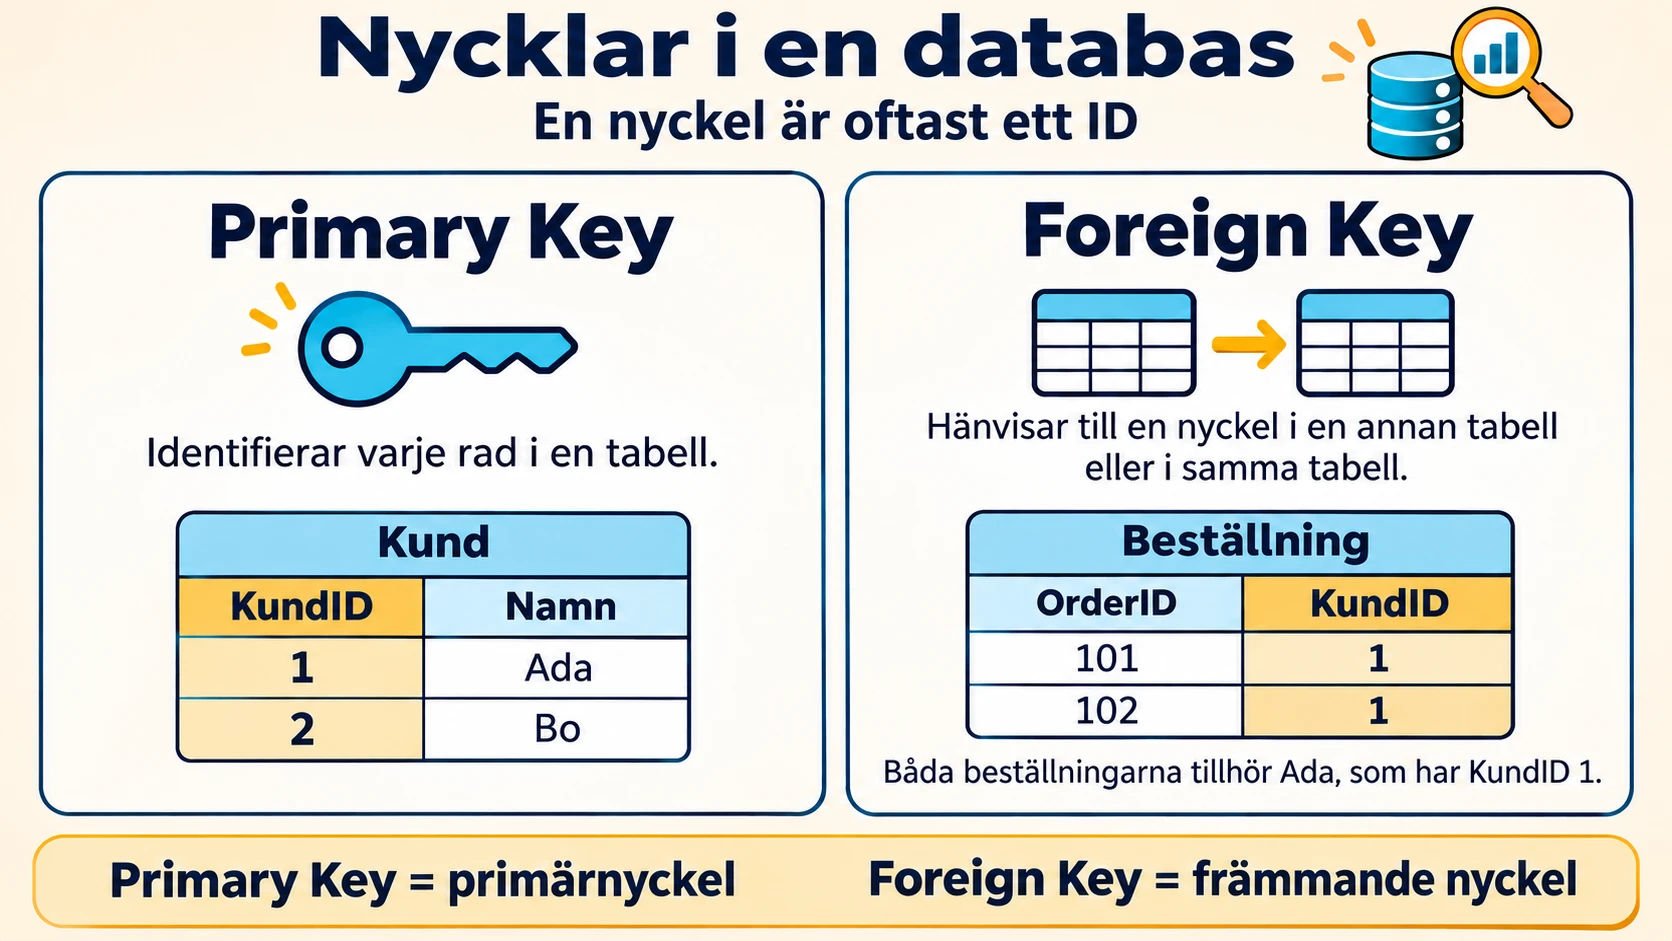 Nycklar i en databas
En nyckel är oftast ett ID
Primary Key
Identifierar varje rad i en tabell.
Kund
KundID Namn
1 Ada
2 Bo
Foreign Key
Hänvisar till en nyckel i en annan tabell
eller i samma tabell.
Beställning
OrderID KundID
101 1
102 1
Båda beställningarna tillhör Ada, som har KundID 1.
Primary Key = primärnyckel
Foreign Key = främmande nyckel